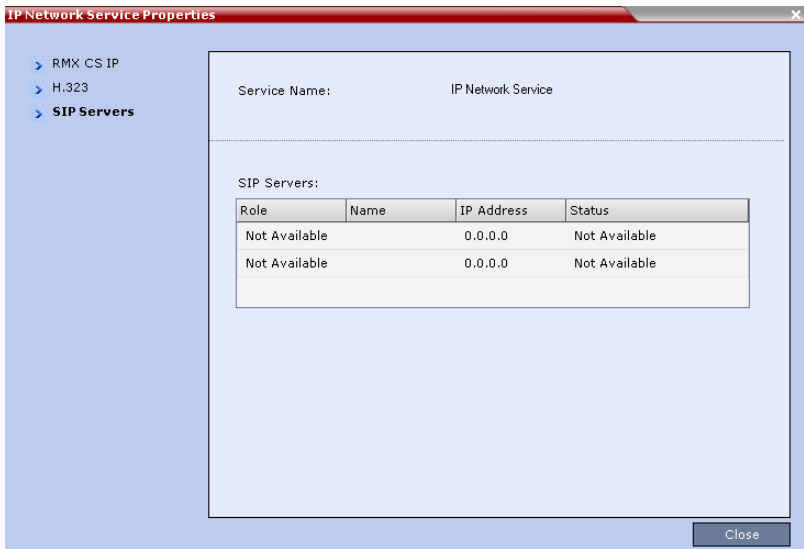 IP Network Service Properties
RMX CS IP
H.323
SIP Servers
Service Name: IP Network Service
SIP Servers:
Role Name IP Address Status
Not Available 0.0.0.0 Not Available
Not Available 0.0.0.0 Not Available
Close